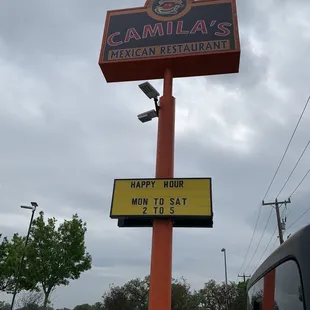 CAMILA'S
MEXICAN RESTAURANT
HAPPY HOUR
MON TO SAT
2 TO 5